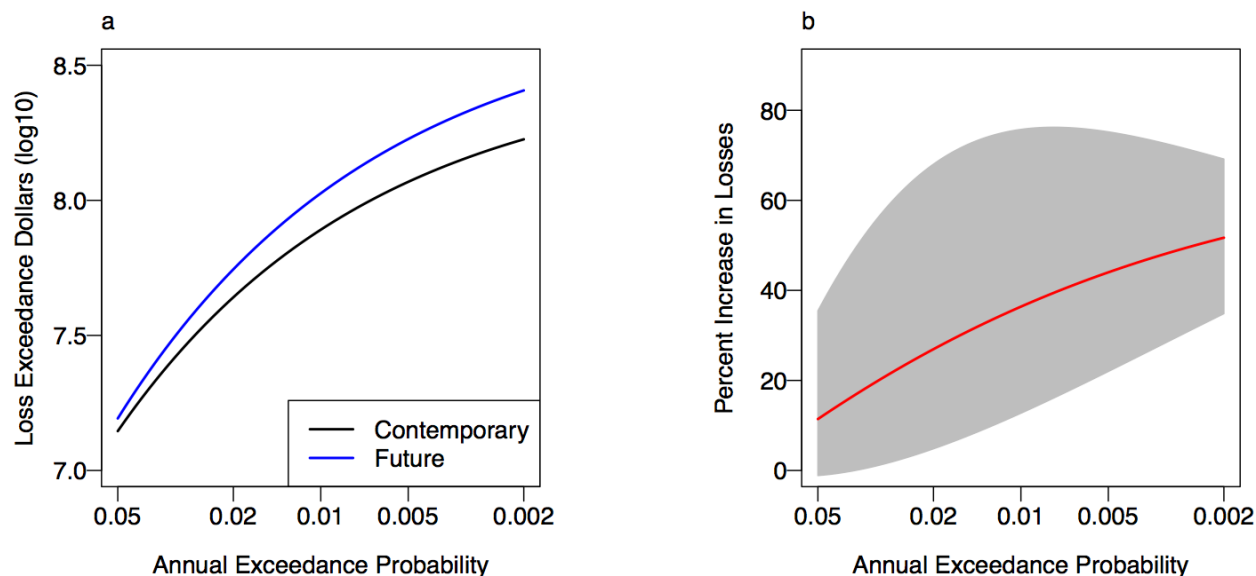 a
Loss Exceedance Dollars (log10)
8.5
8.0
7.5
7.0
Contemporary
Future
0.05 0.02 0.01 0.005 0.002
Annual Exceedance Probability
b
Percent Increase in Losses
80
60
40
20
0
0.05 0.02 0.01 0.005 0.002
Annual Exceedance Probability